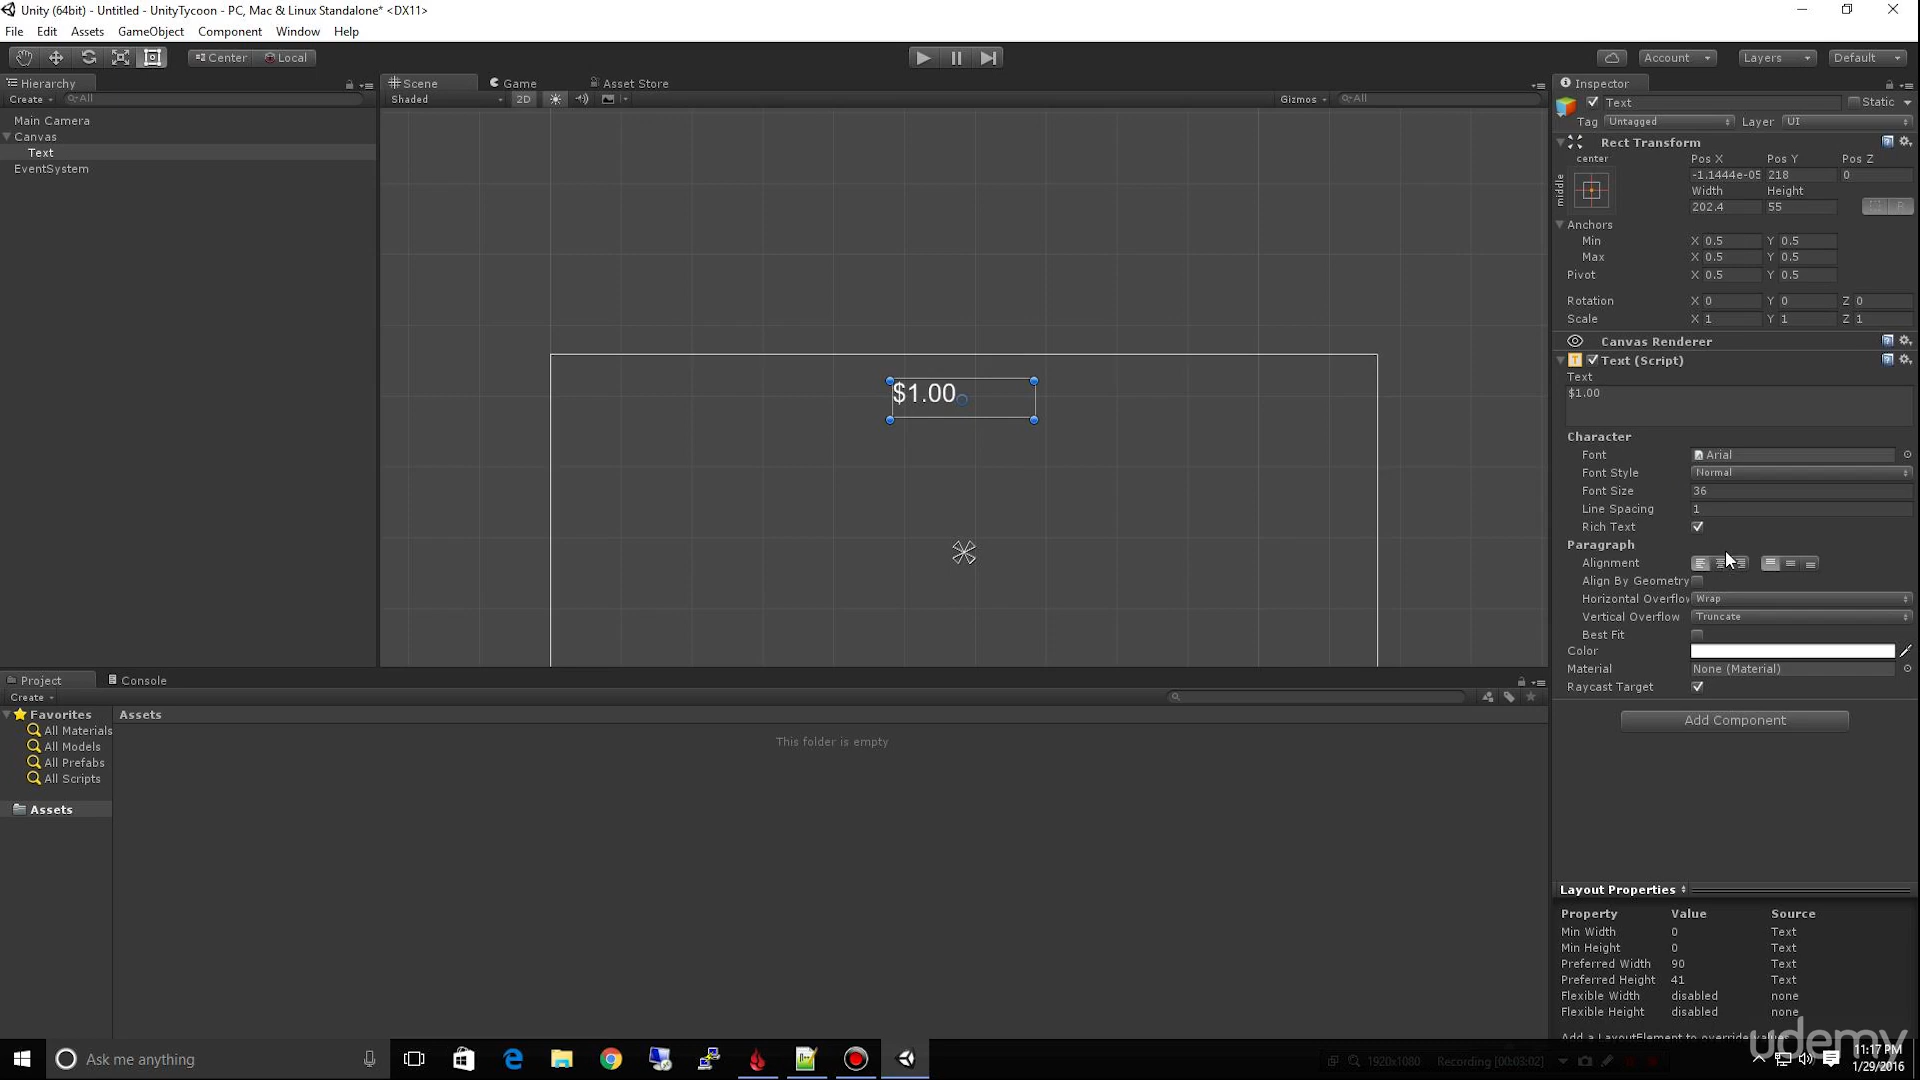 Unity (64bit) - Untitled - UnityTycoon - PC, Mac & Linux Standalone* <DX11>
File Edit Assets GameObject Component Window Help
Center Local Account Layers Default
Hierarchy
Create All
Main Camera
Canvas
Text
EventSystem
Scene Game Asset Store
Shaded 2D Gizmos All
$1.00
Inspector
Text Static
Tag Untagged Layer UI
Rect Transform
center
middle
Pos X Pos Y Pos Z
-1.1444e-05 218 0
Width Height
202.4 55
R
Anchors
Min X 0.5 Y 0.5
Max X 0.5 Y 0.5
Pivot X 0.5 Y 0.5
Rotation X 0 Y 0 Z 0
Scale X 1 Y 1 Z 1
Canvas Renderer
Text (Script)
Text
$1.00
Character
Font Arial
Font Style Normal
Font Size 36
Line Spacing 1
Rich Text
Paragraph
Alignment
Align By Geometry
Horizontal Overflow Wrap
Vertical Overflow Truncate
Best Fit
Color
Material None (Material)
Raycast Target
Add Component
Layout Properties
Property Value Source
Min Width 0 Text
Min Height 0 Text
Preferred Width 90 Text
Preferred Height 41 Text
Flexible Width disabled none
Flexible Height disabled none
Add a LayoutElement to override values.
Project Console
Create
Favorites
All Materials
All Models
All Prefabs
All Scripts
Assets
Assets
This folder is empty
Ask me anything
1920x1080 Recording [00:03:02]
udemy
11:17 PM
1/29/2016